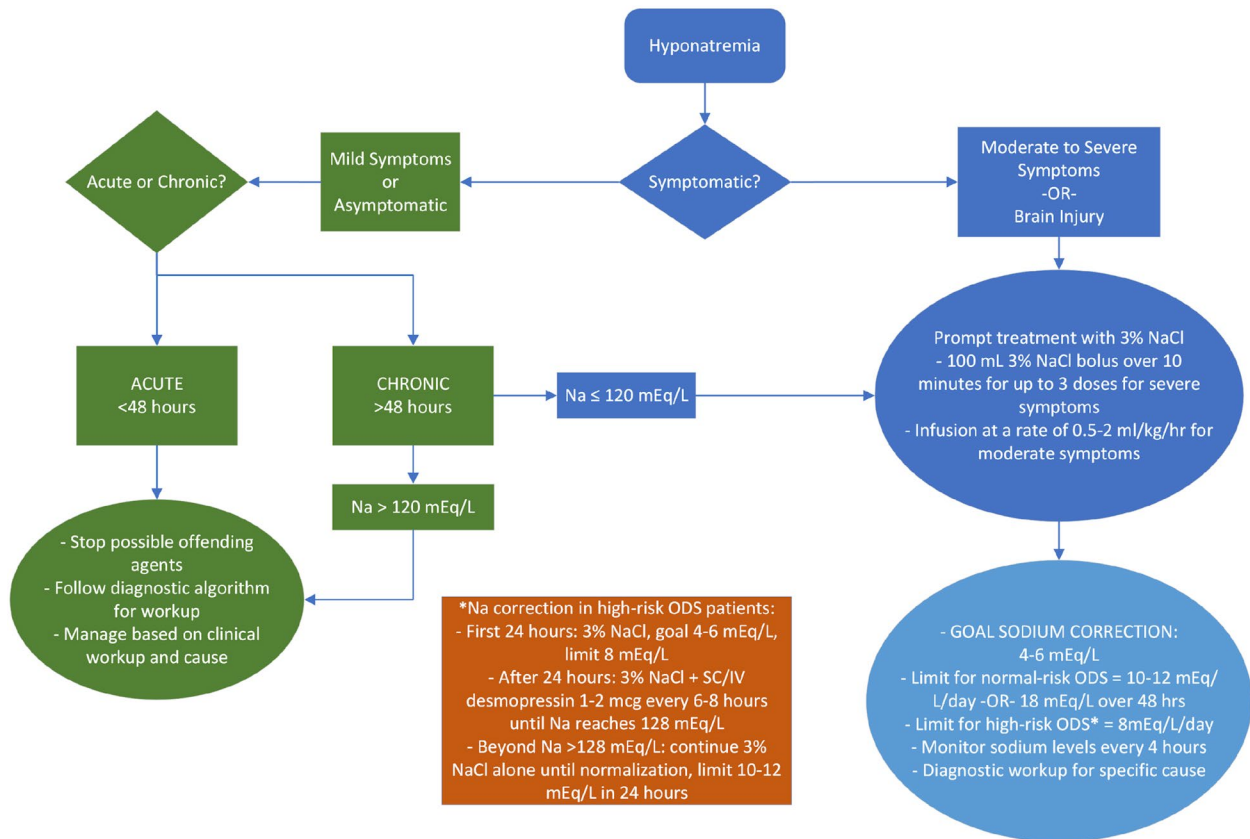 Hyponatremia
Symptomatic?
Mild Symptoms
or
Asymptomatic
Acute or Chronic?
Moderate to Severe
Symptoms
-OR-
Brain Injury
ACUTE
<48 hours
CHRONIC
>48 hours
Na ≤ 120 mEq/L
Prompt treatment with 3% NaCl
- 100 mL 3% NaCl bolus over 10
minutes for up to 3 doses for severe
symptoms
- Infusion at a rate of 0.5-2 ml/kg/hr for
moderate symptoms
Na > 120 mEq/L
- Stop possible offending
agents
- Follow diagnostic algorithm
for workup
- Manage based on clinical
workup and cause
*Na correction in high-risk ODS patients:
- First 24 hours: 3% NaCl, goal 4-6 mEq/L,
limit 8 mEq/L
- After 24 hours: 3% NaCl + SC/IV
desmopressin 1-2 mcg every 6-8 hours
until Na reaches 128 mEq/L
- Beyond Na >128 mEq/L: continue 3%
NaCl alone until normalization, limit 10-12
mEq/L in 24 hours
- GOAL SODIUM CORRECTION:
4-6 mEq/L
- Limit for normal-risk ODS = 10-12 mEq/
L/day -OR- 18 mEq/L over 48 hrs
- Limit for high-risk ODS* = 8mEq/L/day
- Monitor sodium levels every 4 hours
- Diagnostic workup for specific cause